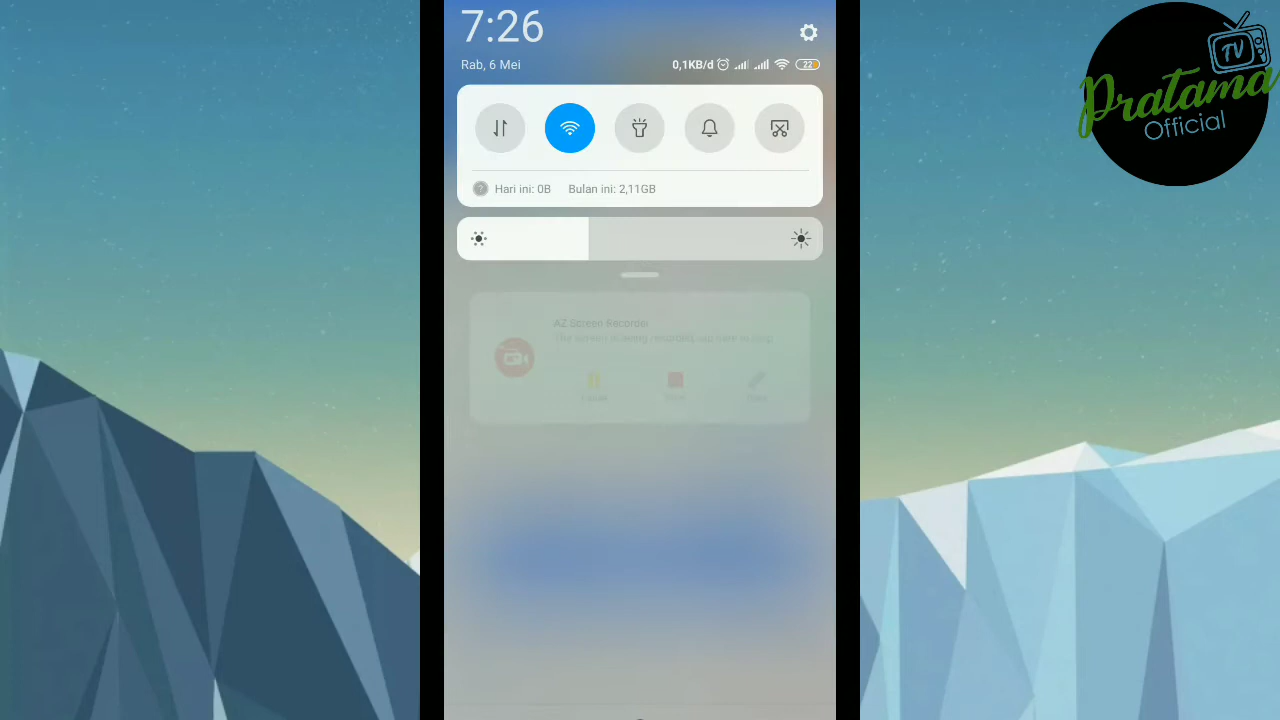 7:26
Rab, 6 Mei
0,1KB/d
22
Hari ini: 0B Bulan ini: 2,11GB
AZ Screen Recorder
TV
Pratama
Official